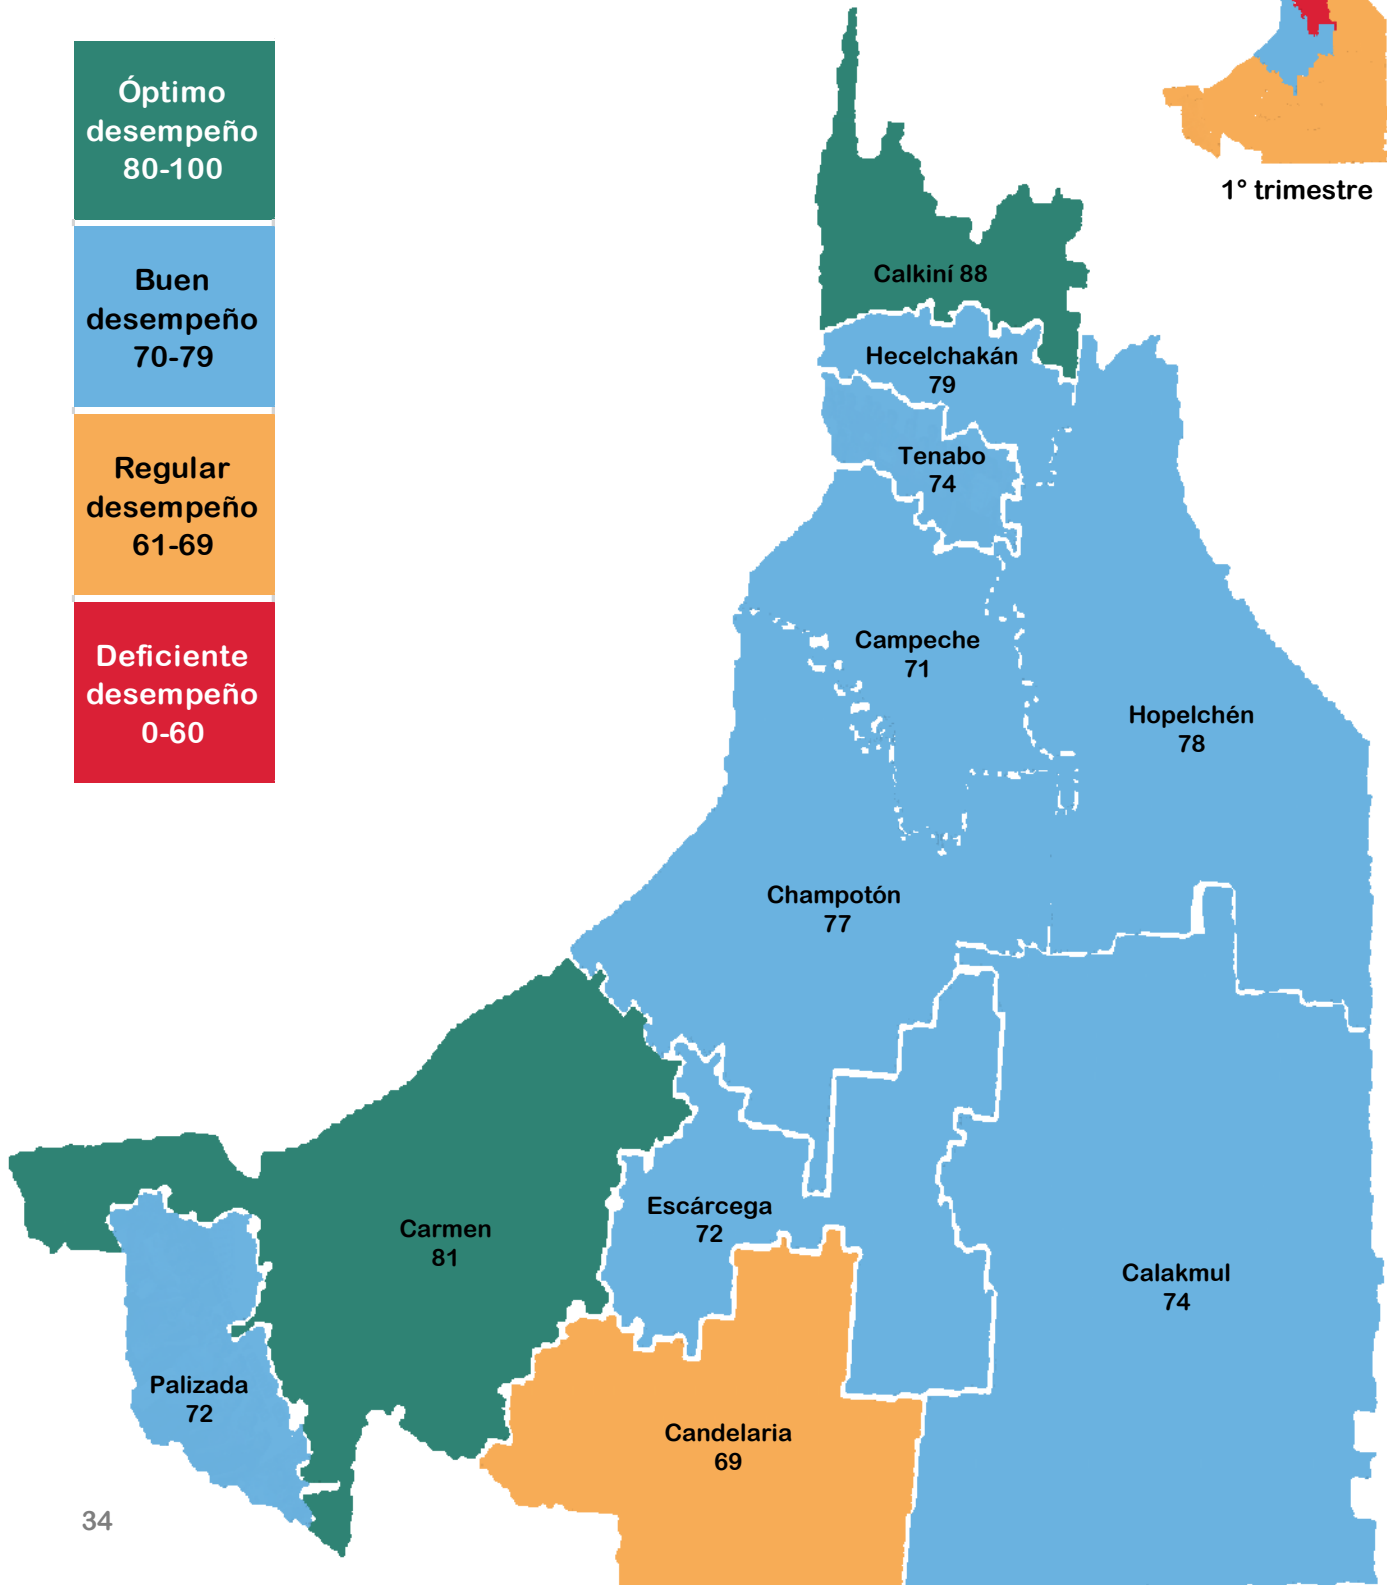 Óptimo
desempeño
80-100
Buen
desempeño
70-79
Regular
desempeño
61-69
Deficiente
desempeño
0-60
1° trimestre
Calkiní 88
Hecelchakán
79
Tenabo
74
Campeche
71
Hopelchén
78
Champotón
77
Escárcega
72
Carmen
81
Calakmul
74
Palizada
72
Candelaria
69
34